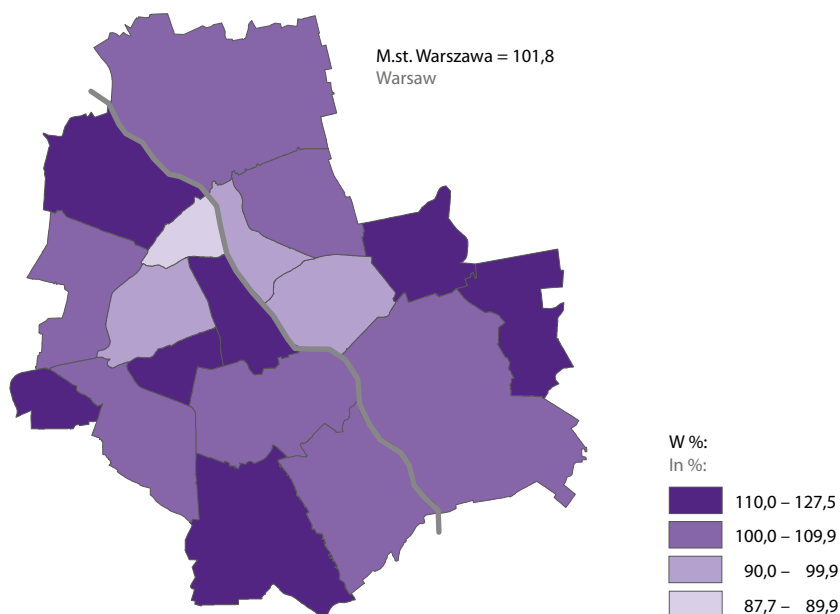 M.st. Warszawa = 101,8
Warsaw
W %:
In %:
110,0 – 127,5
100,0 – 109,9
90,0 – 99,9
87,7 – 89,9